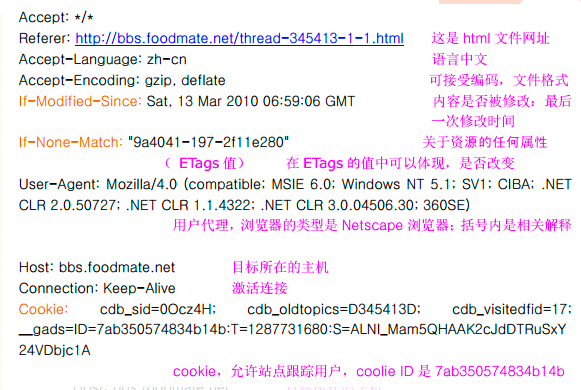 Accept: */*
Referer: http://bbs.foodmate.net/thread-345413-1-1.html 这是 html 文件网址
Accept-Language: zh-cn 语言中文
Accept-Encoding: gzip, deflate 可接受编码，文件格式
If-Modified-Since: Sat, 13 Mar 2010 06:59:06 GMT 内容是否被修改：最后
一次修改时间
If-None-Match: "9a4041-197-2f11e280" 关于资源的任何属性
（ ETags 值） 在 ETags 的值中可以体现，是否改变
User-Agent: Mozilla/4.0 (compatible; MSIE 6.0; Windows NT 5.1; SV1; CIBA; .NET
CLR 2.0.50727; .NET CLR 1.1.4322; .NET CLR 3.0.04506.30; 360SE)
用户代理，浏览器的类型是 Netscape 浏览器；括号内是相关解释
Host: bbs.foodmate.net 目标所在的主机
Connection: Keep-Alive 激活连接
Cookie: cdb_sid=0Ocz4H; cdb_oldtopics=D345413D; cdb_visitedfid=17;
__gads=ID=7ab350574834b14b:T=1287731680:S=ALNI_Mam5QHAAK2cJdDTRuSxY
24VDbjc1A
cookie，允许站点跟踪用户，coolie ID 是 7ab350574834b14b